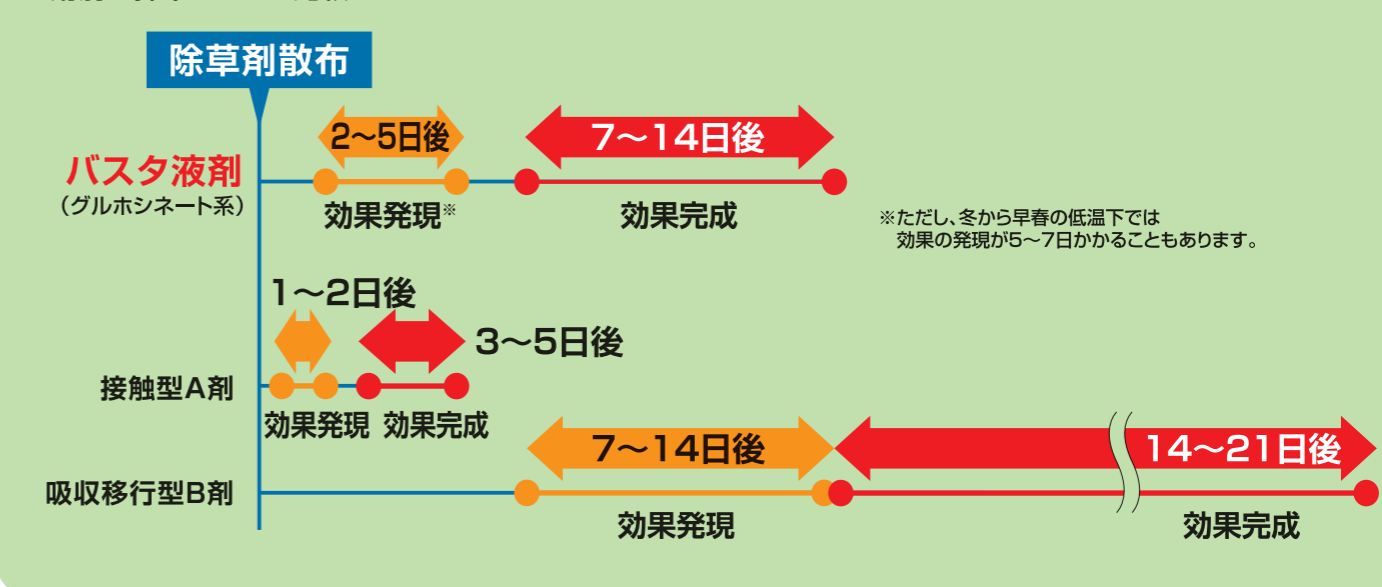 除草剤散布
2〜5日後
7〜14日後
バスタ液剤
(グルホシネート系)
効果発現※
効果完成
※ただし、冬から早春の低温下では
効果の発現が5〜7日かかることもあります。
1〜2日後
3〜5日後
接触型A剤
効果発現
効果完成
7〜14日後
14〜21日後
吸収移行型B剤
効果発現
効果完成